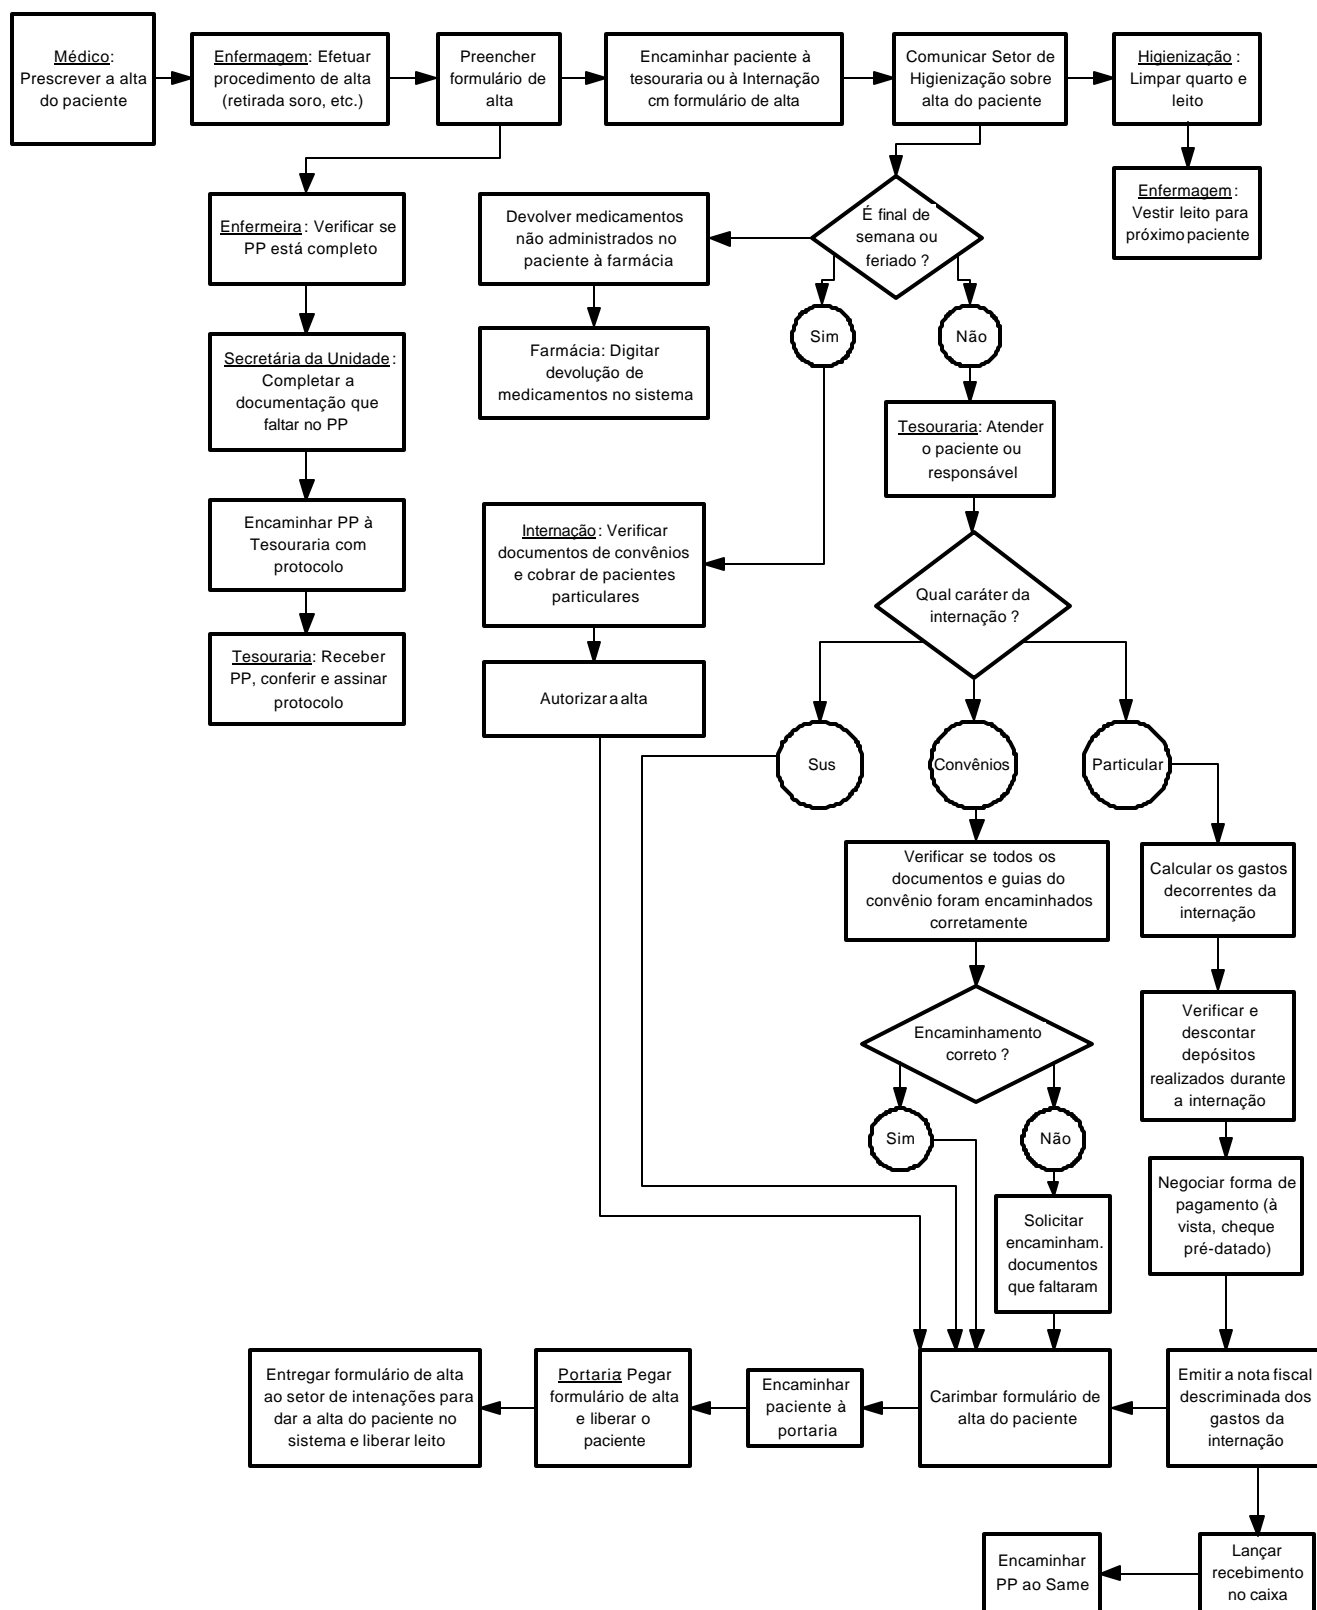 Médico:
Prescrever a alta
do paciente
Enfermagem: Efetuar
procedimento de alta
(retirada soro, etc.)
Preencher
formulário de
alta
Encaminhar paciente à
tesouraria ou à Internação
cm formulário de alta
Comunicar Setor de
Higienização sobre
alta do paciente
Higienização :
Limpar quarto e
leito
Enfermeira: Verificar se
PP está completo
Devolver medicamentos
não administrados no
paciente à farmácia
É final de
semana ou
feriado ?
Enfermagem:
Vestir leito para
próximo paciente
Secretária da Unidade:
Completar a
documentação que
faltar no PP
Farmácia: Digitar
devolução de
medicamentos no sistema
Sim
Não
Tesouraria: Atender
o paciente ou
responsável
Encaminhar PP à
Tesouraria com
protocolo
Internação: Verificar
documentos de convênios
e cobrar de pacientes
particulares
Qual caráter da
internação ?
Tesouraria: Receber
PP, conferir e assinar
protocolo
Autorizar a alta
Sus
Convênios
Particular
Verificar se todos os
documentos e guias do
convênio foram encaminhados
corretamente
Calcular os gastos
decorrentes da
internação
Encaminhamento
correto ?
Verificar e
descontar
depósitos
realizados durante
a internação
Sim
Não
Negociar forma de
pagamento (à
vista, cheque
pré-datado)
Solicitar
encaminham.
documentos
que faltaram
Entregar formulário de alta
ao setor de intenações para
dar a alta do paciente no
sistema e liberar leito
Portaria: Pegar
formulário de alta
e liberar o
paciente
Encaminhar
paciente à
portaria
Carimbar formulário de
alta do paciente
Emitir a nota fiscal
descriminada dos
gastos da
internação
Encaminhar
PP ao Same
Lançar
recebimento
no caixa